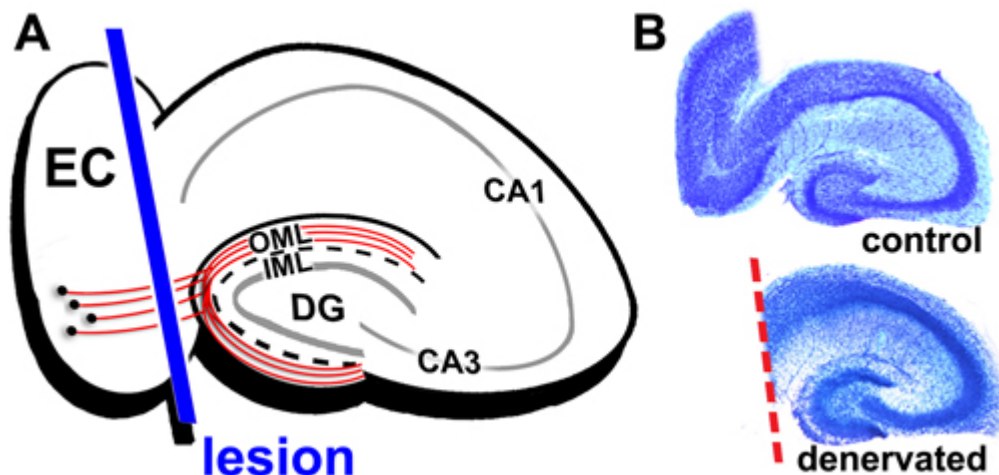 A
EC
OML
IML
DG
CA1
CA3
lesion
B
control
denervated